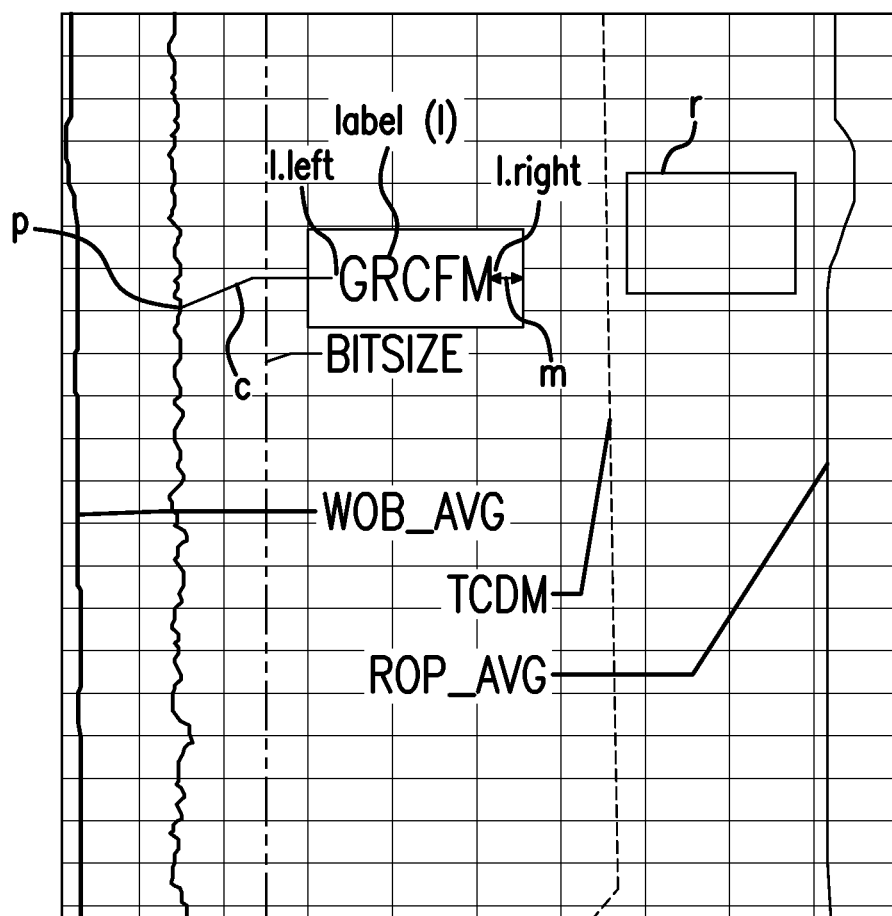 label (l)
r
l.left
l.right
p
GRCFM
BITSIZE
c
m
WOB_AVG
TCDM
ROP_AVG